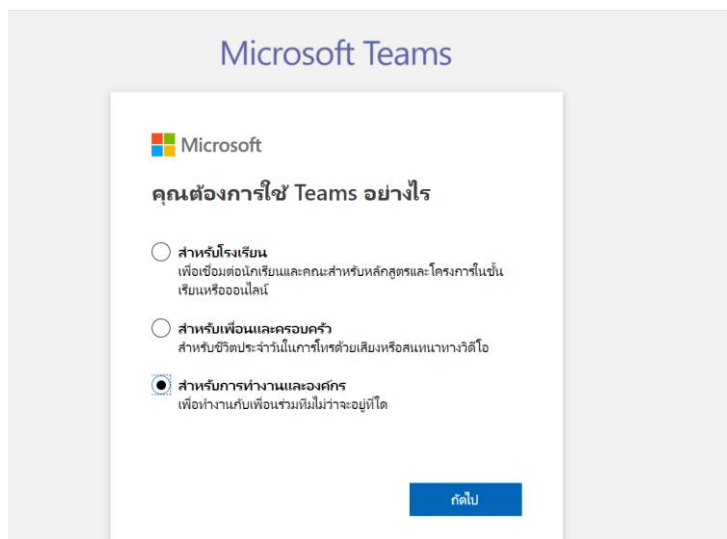 Microsoft Teams
Microsoft
คุณต้องการใช้ Teams อย่างไร
สำหรับโรงเรียน
เพื่อเชื่อมต่อนักเรียนและคณะสำหรับหลักสูตรและโครงการในชั้น
เรียนหรือออนไลน์
สำหรับเพื่อนและครอบครัว
สำหรับชีวิตประจำวันในการโทรด้วยเสียงหรือสนทนาทางวิดีโอ
สำหรับการทำงานและองค์กร
เพื่อทำงานกับเพื่อนร่วมทีมไม่ว่าจะอยู่ที่ใด
ถัดไป